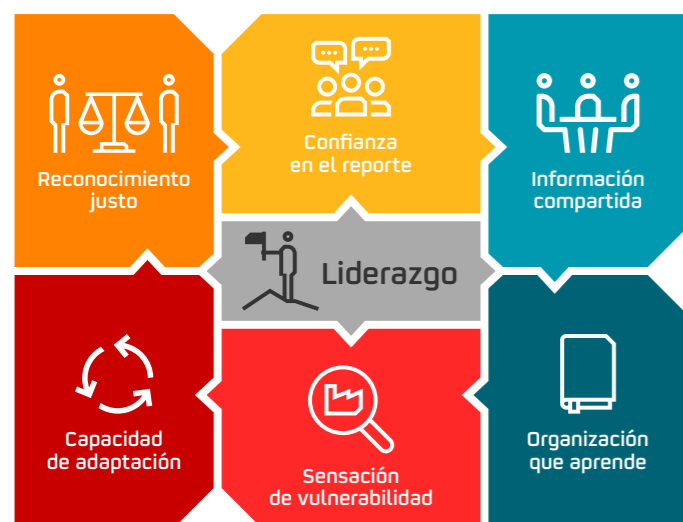 Reconocimiento
justo
Confianza
en el reporte
Información
compartida
Liderazgo
Capacidad
de adaptación
Sensación
de vulnerabilidad
Organización
que aprende